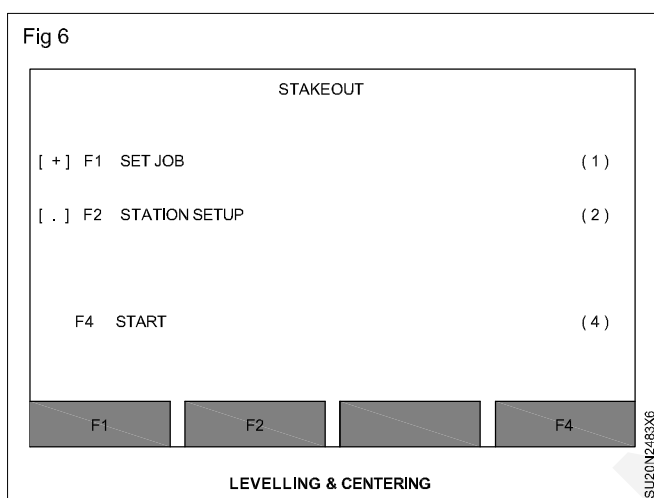 Fig 6
STAKEOUT
[ + ] F1 SET JOB ( 1 )
[ . ] F2 STATION SETUP ( 2 )
F4 START ( 4 )
F1 F2 F4
LEVELLING & CENTERING
SU20N2483X6